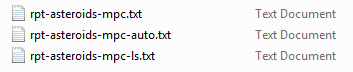 rpt-asteroids-mpc.txt Text Document
rpt-asteroids-mpc-auto.txt Text Document
rpt-asteroids-mpc-ls.txt Text Document